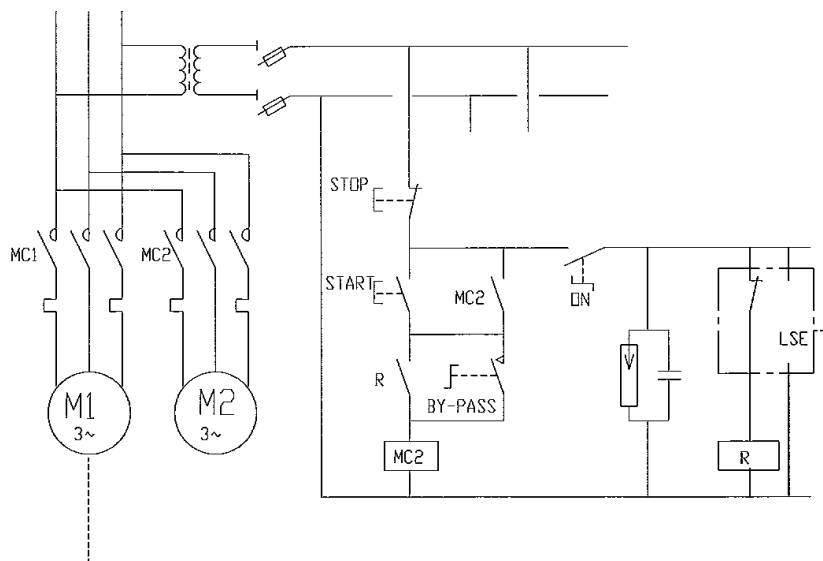 STOP
MC1
MC2
START
MC2
ON
LSE
R
BY-PASS
M1
3~
M2
3~
MC2
R